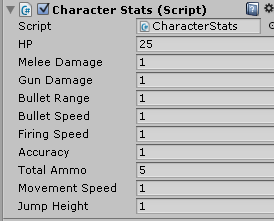 Character Stats (Script)
Script CharacterStats
HP 25
Melee Damage 1
Gun Damage 1
Bullet Range 1
Bullet Speed 1
Firing Speed 1
Accuracy 1
Total Ammo 5
Movement Speed 1
Jump Height 1